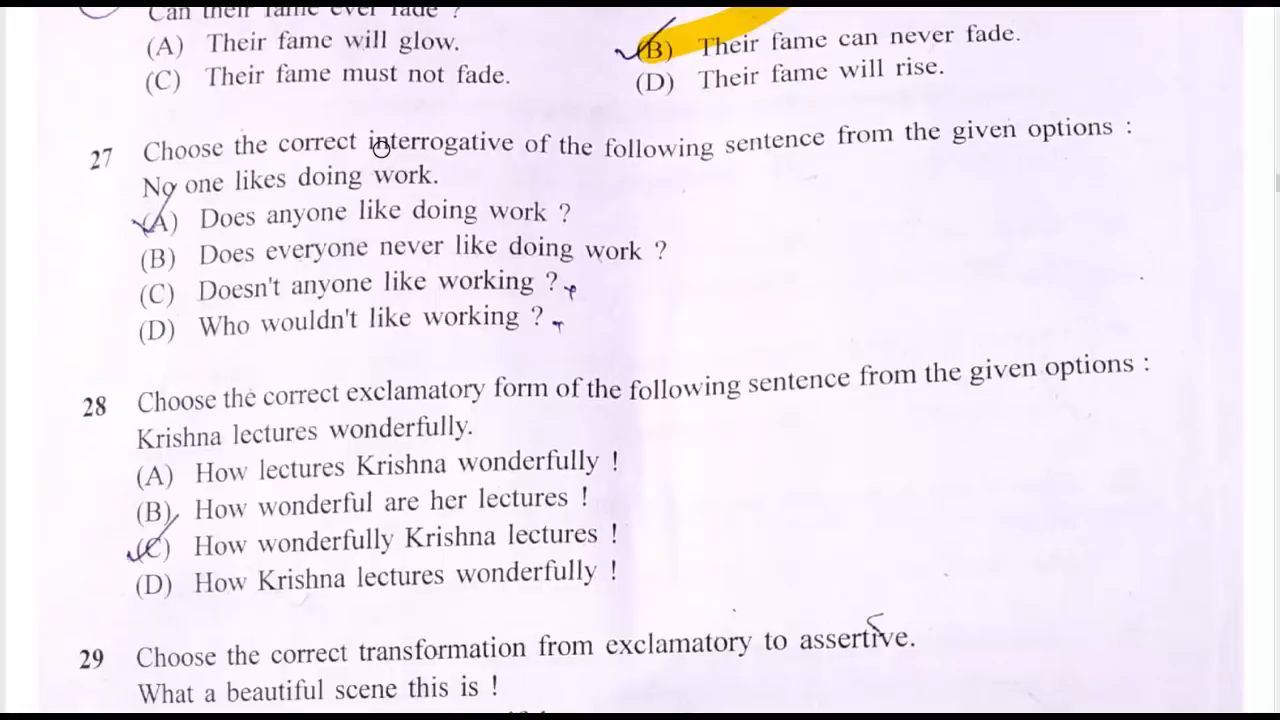 Can their fame ever fade ?
(A) Their fame will glow.
(B) Their fame can never fade.
(C) Their fame must not fade.
(D) Their fame will rise.
27 Choose the correct interrogative of the following sentence from the given options :
No one likes doing work.
(A) Does anyone like doing work ?
(B) Does everyone never like doing work ?
(C) Doesn't anyone like working ?
(D) Who wouldn't like working ?
28 Choose the correct exclamatory form of the following sentence from the given options :
Krishna lectures wonderfully.
(A) How lectures Krishna wonderfully !
(B) How wonderful are her lectures !
(C) How wonderfully Krishna lectures !
(D) How Krishna lectures wonderfully !
29 Choose the correct transformation from exclamatory to assertive.
What a beautiful scene this is !